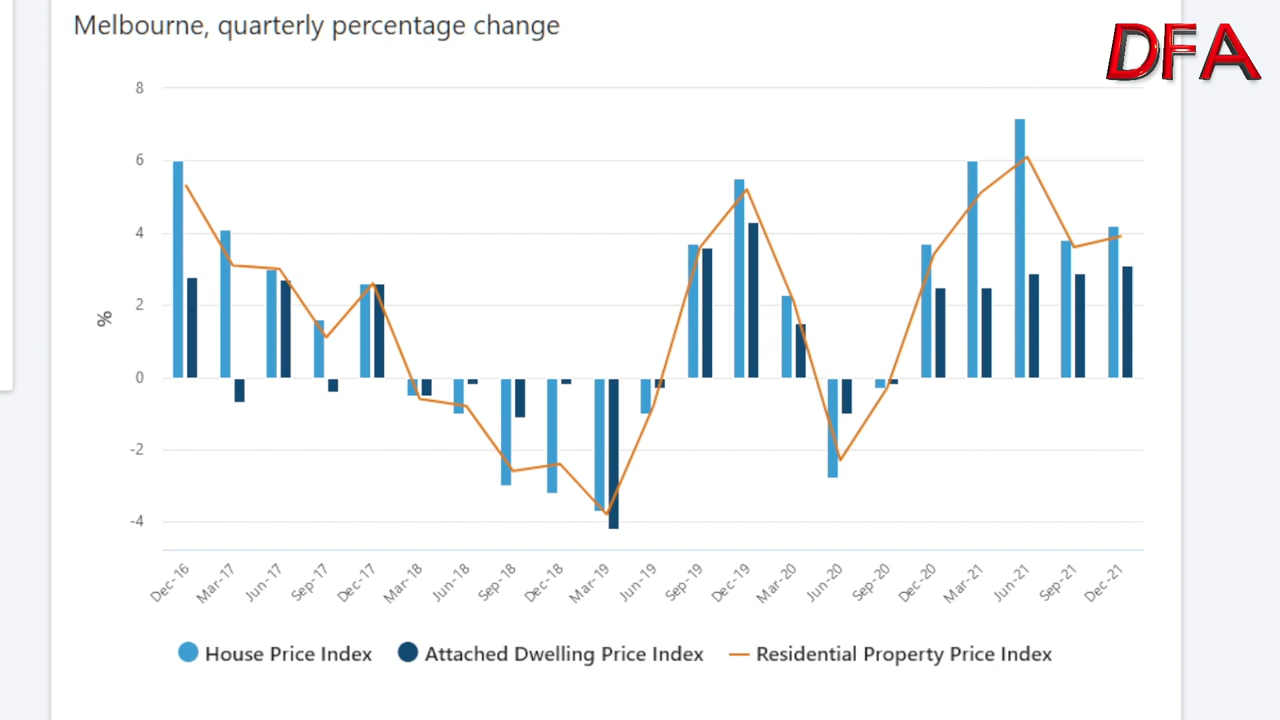 Melbourne, quarterly percentage change
DFA
8
6
4
2
0
-2
-4
%
Dec-16 Mar-17 Jun-17 Sep-17 Dec-17 Mar-18 Jun-18 Sep-18 Dec-18 Mar-19 Jun-19 Sep-19 Dec-19 Mar-20 Jun-20 Sep-20 Dec-20 Mar-21 Jun-21 Sep-21 Dec-21
House Price Index Attached Dwelling Price Index Residential Property Price Index